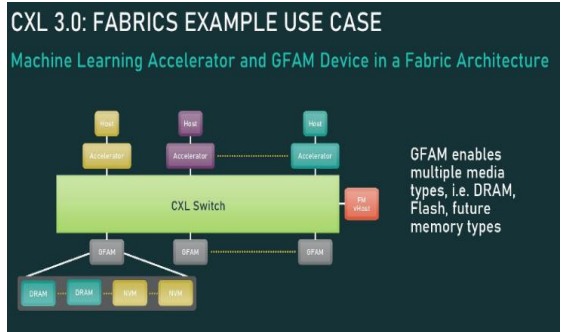 CXL 3.0: FABRICS EXAMPLE USE CASE
Machine Learning Accelerator and GFAM Device in a Fabric Architecture
Host
Host
Host
Accelerator
Accelerator
Accelerator
GFAM enables
multiple media
types, i.e. DRAM,
Flash, future
memory types
CXL Switch
FM
vHost
GFAM
GFAM
GFAM
DRAM
DRAM
NVM
NVM